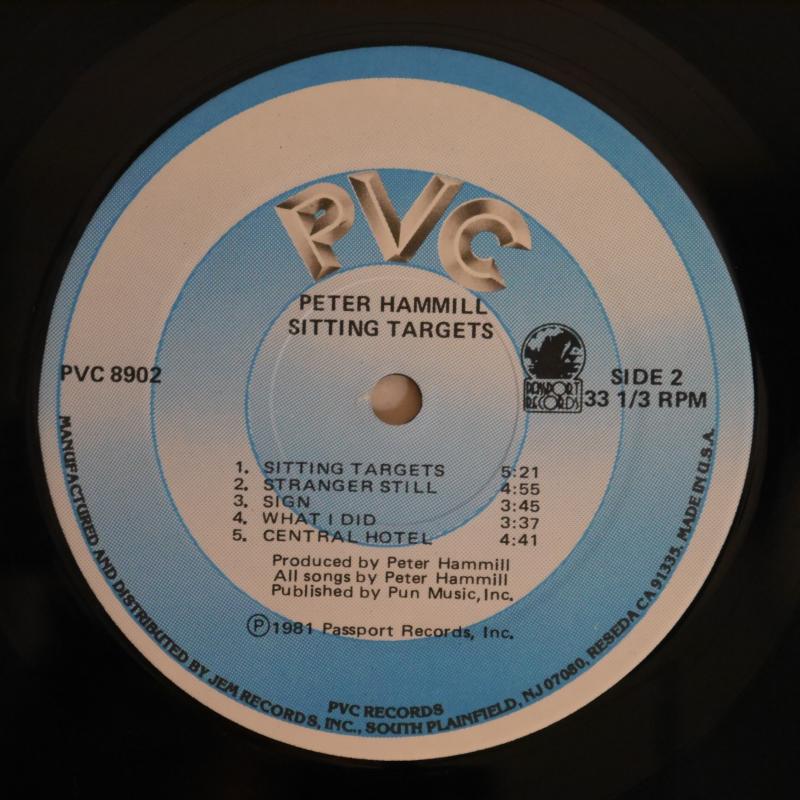 PVC
PETER HAMMILL
SITTING TARGETS
PVC 8902
PASSPORT
RECORDS
SIDE 2
33 1/3 RPM
1. SITTING TARGETS 5:21
2. STRANGER STILL 4:55
3. SIGN 3:45
4. WHAT I DID 3:37
5. CENTRAL HOTEL 4:41
Produced by Peter Hammill
All songs by Peter Hammill
Published by Pun Music, Inc.
Ⓟ1981 Passport Records, Inc.
PVC RECORDS
MANUFACTURED AND DISTRIBUTED BY JEM RECORDS, INC., SOUTH PLAINFIELD, NJ 07080, RESEDA CA 91335. MADE IN U.S.A.